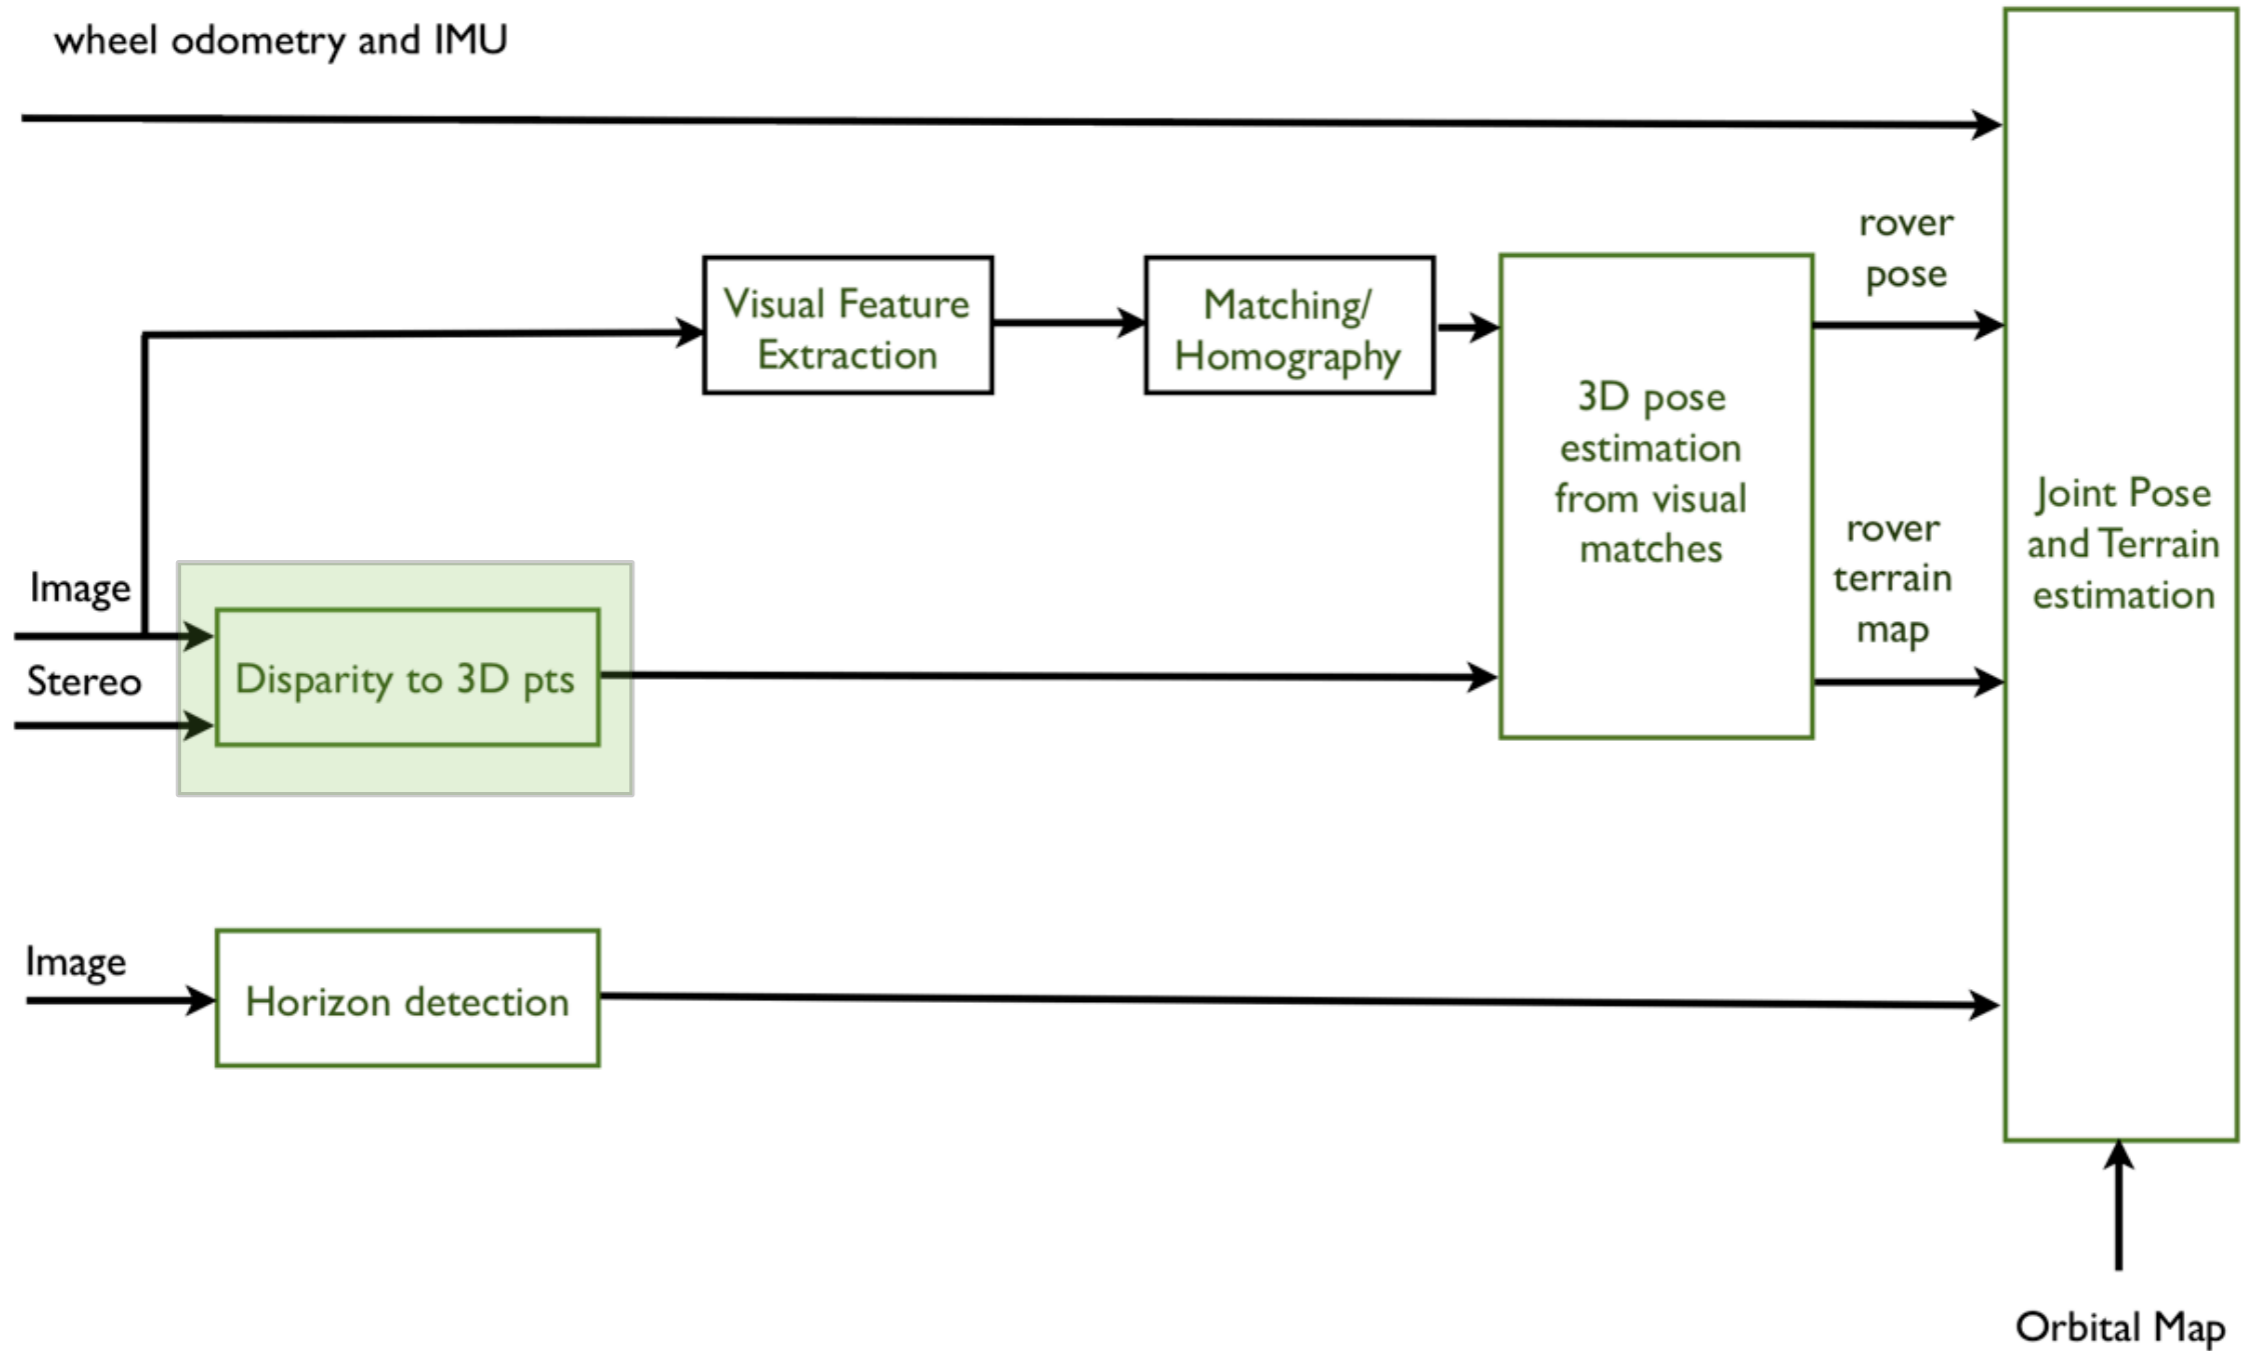 wheel odometry and IMU
rover
pose
Visual Feature
Extraction
Matching/
Homography
3D pose
estimation
from visual
matches
rover
terrain
map
Joint Pose
and Terrain
estimation
Image
Stereo
Disparity to 3D pts
Image
Horizon detection
Orbital Map